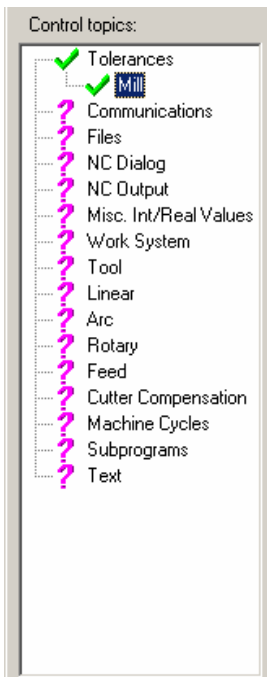 Control topics:
Tolerances
Mill
Communications
Files
NC Dialog
NC Output
Misc. Int/Real Values
Work System
Tool
Linear
Arc
Rotary
Feed
Cutter Compensation
Machine Cycles
Subprograms
Text